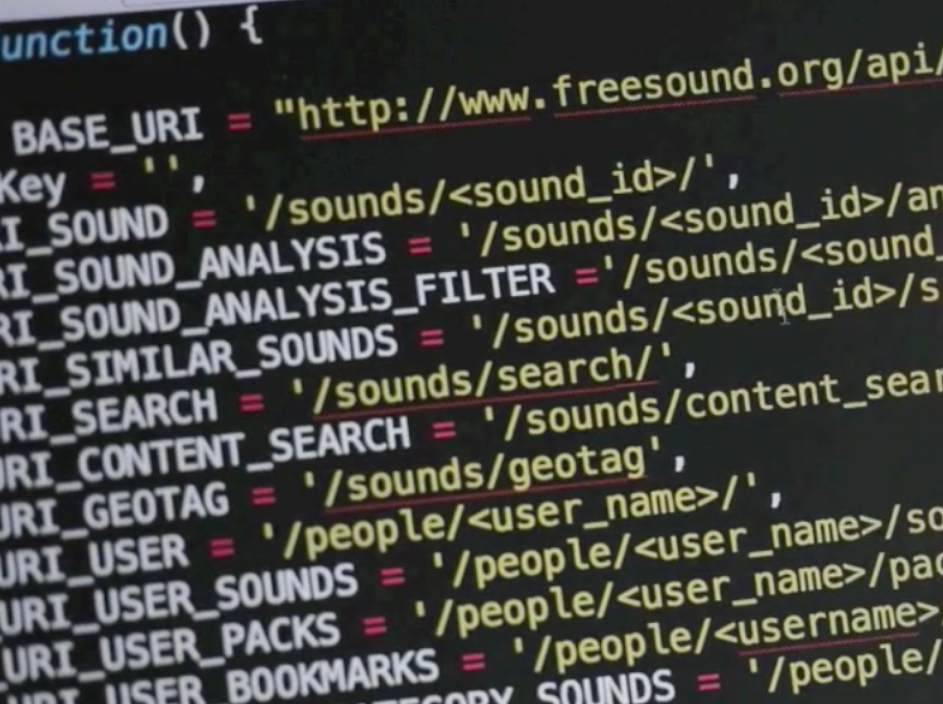 unction() {
BASE_URI = "http://www.freesound.org/api/
Key = '',
RI_SOUND = '/sounds/<sound_id>/',
RI_SOUND_ANALYSIS = '/sounds/<sound_id>/an
RI_SOUND_ANALYSIS_FILTER ='/sounds/<sound_
RI_SIMILAR_SOUNDS = '/sounds/<sound_id>/s
RI_SEARCH = '/sounds/search/',
URI_CONTENT_SEARCH = '/sounds/content_sear
URI_GEOTAG = '/sounds/geotag',
URI_USER = '/people/<user_name>/',
URI_USER_SOUNDS = '/people/<user_name>/so
URI_USER_PACKS = '/people/<user_name>/pac
URI_USER_BOOKMARKS = '/people/<username>
TEGORY_SOUNDS = '/people/